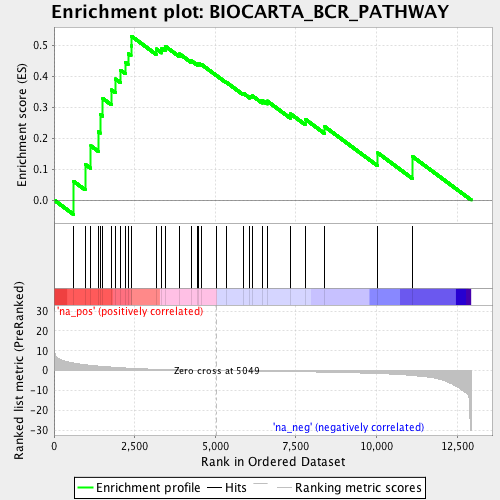 Enrichment plot: BIOCARTA_BCR_PATHWAY
Enrichment score (ES)
0.5
0.4
0.3
0.2
0.1
0.0
'na_pos' (positively correlated)
Ranked list metric (PreRanked)
30
20
10
0
-10
-20
-30
Zero cross at 5049
'na_neg' (negatively correlated)
0
2,500
5,000
7,500
10,000
12,500
Rank in Ordered Dataset
Enrichment profile
Hits
Ranking metric scores